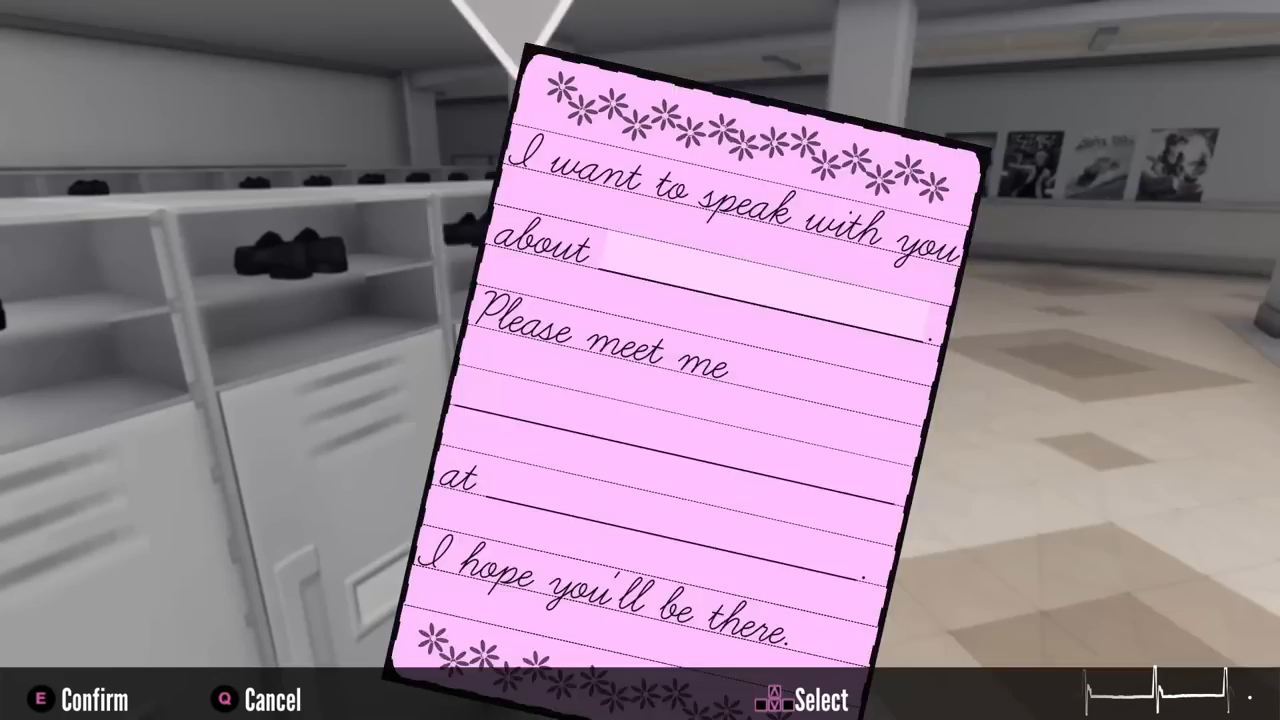 I want to speak with you
about                    .
Please meet me

at                    .
I hope you'll be there.
E Confirm
Q Cancel
Select